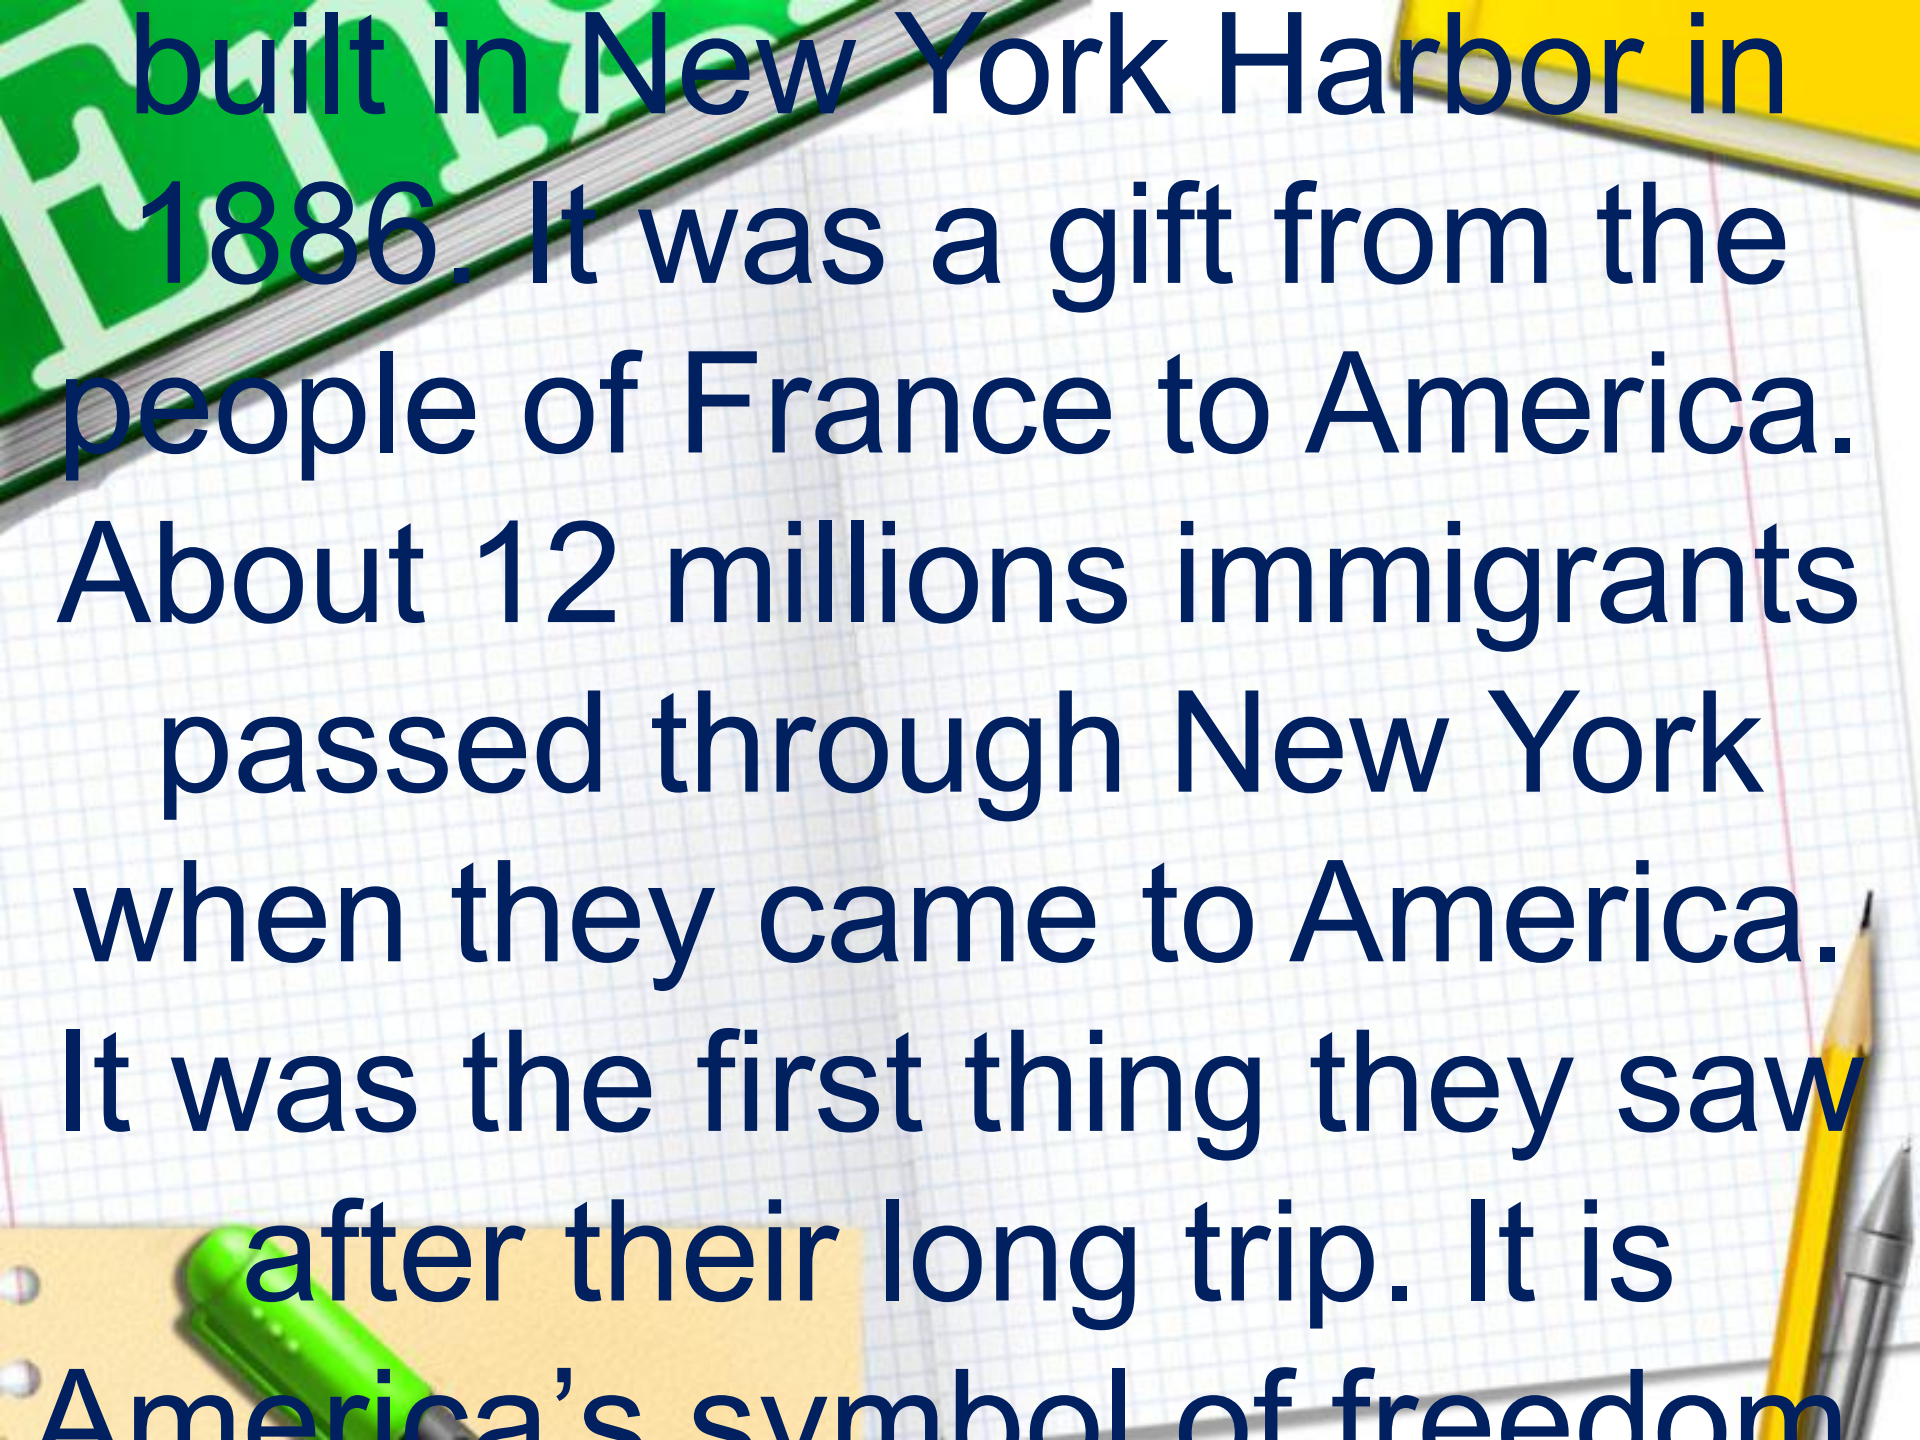 built in New York Harbor in
1886. It was a gift from the
people of France to America.
About 12 millions immigrants
passed through New York
when they came to America.
It was the first thing they saw
after their long trip. It is
America’s symbol of freedom